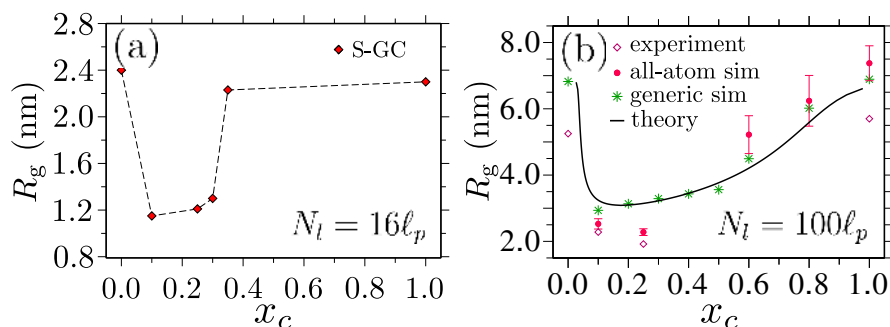 (a)
S-GC
2.8
2.4
2.0
1.6
1.2
0.8
R_g (nm)
N_l = 16ℓ_p
0.0 0.2 0.4 0.6 0.8 1.0
x_c
(b)
experiment
all-atom sim
generic sim
theory
8.0
6.0
4.0
2.0
R_g (nm)
N_l = 100ℓ_p
0.0 0.2 0.4 0.6 0.8 1.0
x_c